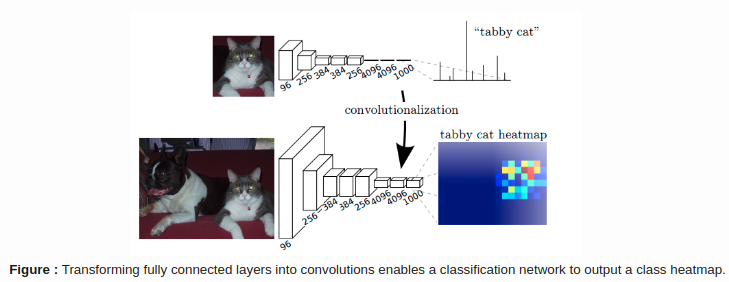 "tabby cat"
96 256 384 384 256 4096 4096 1000
convolutionalization
tabby cat heatmap
96 256 384 384 256 4096 4096 1000
Figure : Transforming fully connected layers into convolutions enables a classification network to output a class heatmap.